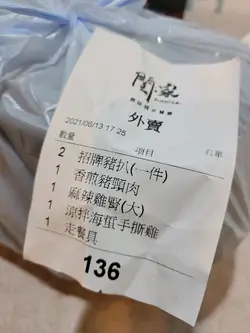 外賣
2021/06/13 17:28
數量 項目
2 招牌豬扒(一件)
1 香煎豬頸肉
1 麻辣雞腎(大)
1 涼拌海蜇手撕雞
1 走餐具
136